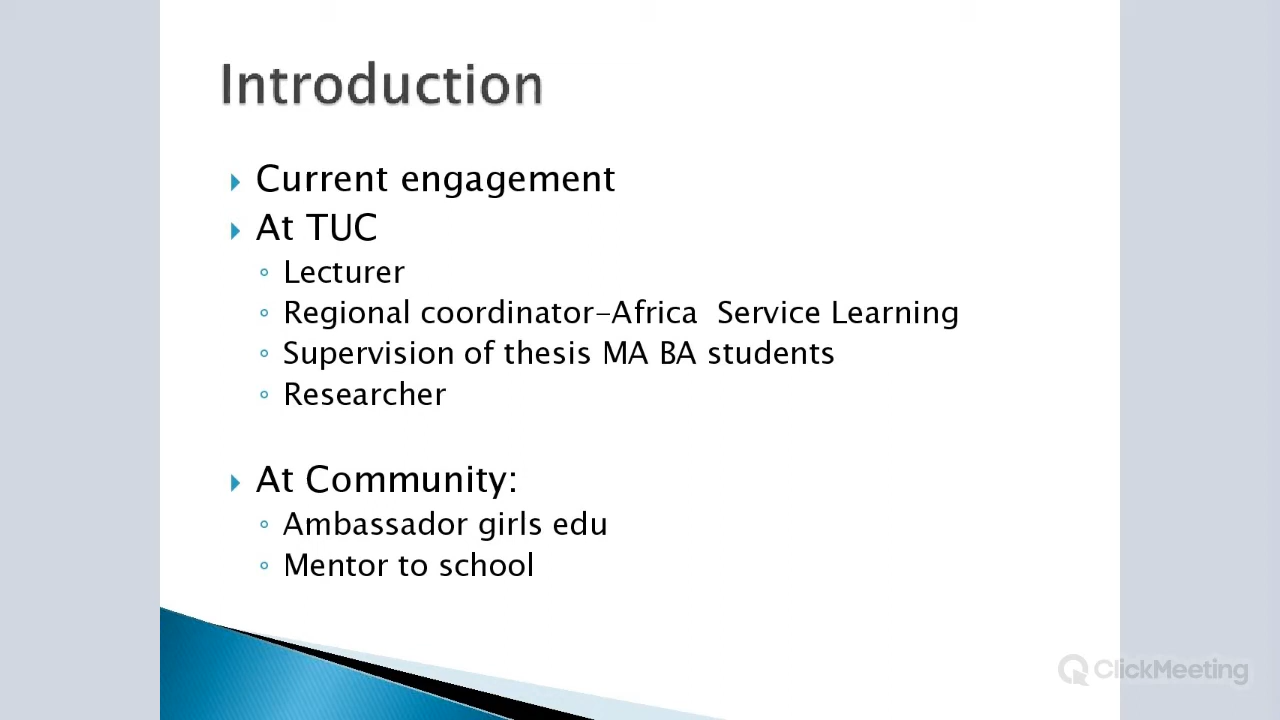 Introduction
Current engagement
At TUC
Lecturer
Regional coordinator-Africa  Service Learning
Supervision of thesis MA BA students
Researcher
At Community:
Ambassador girls edu
Mentor to school
ClickMeeting